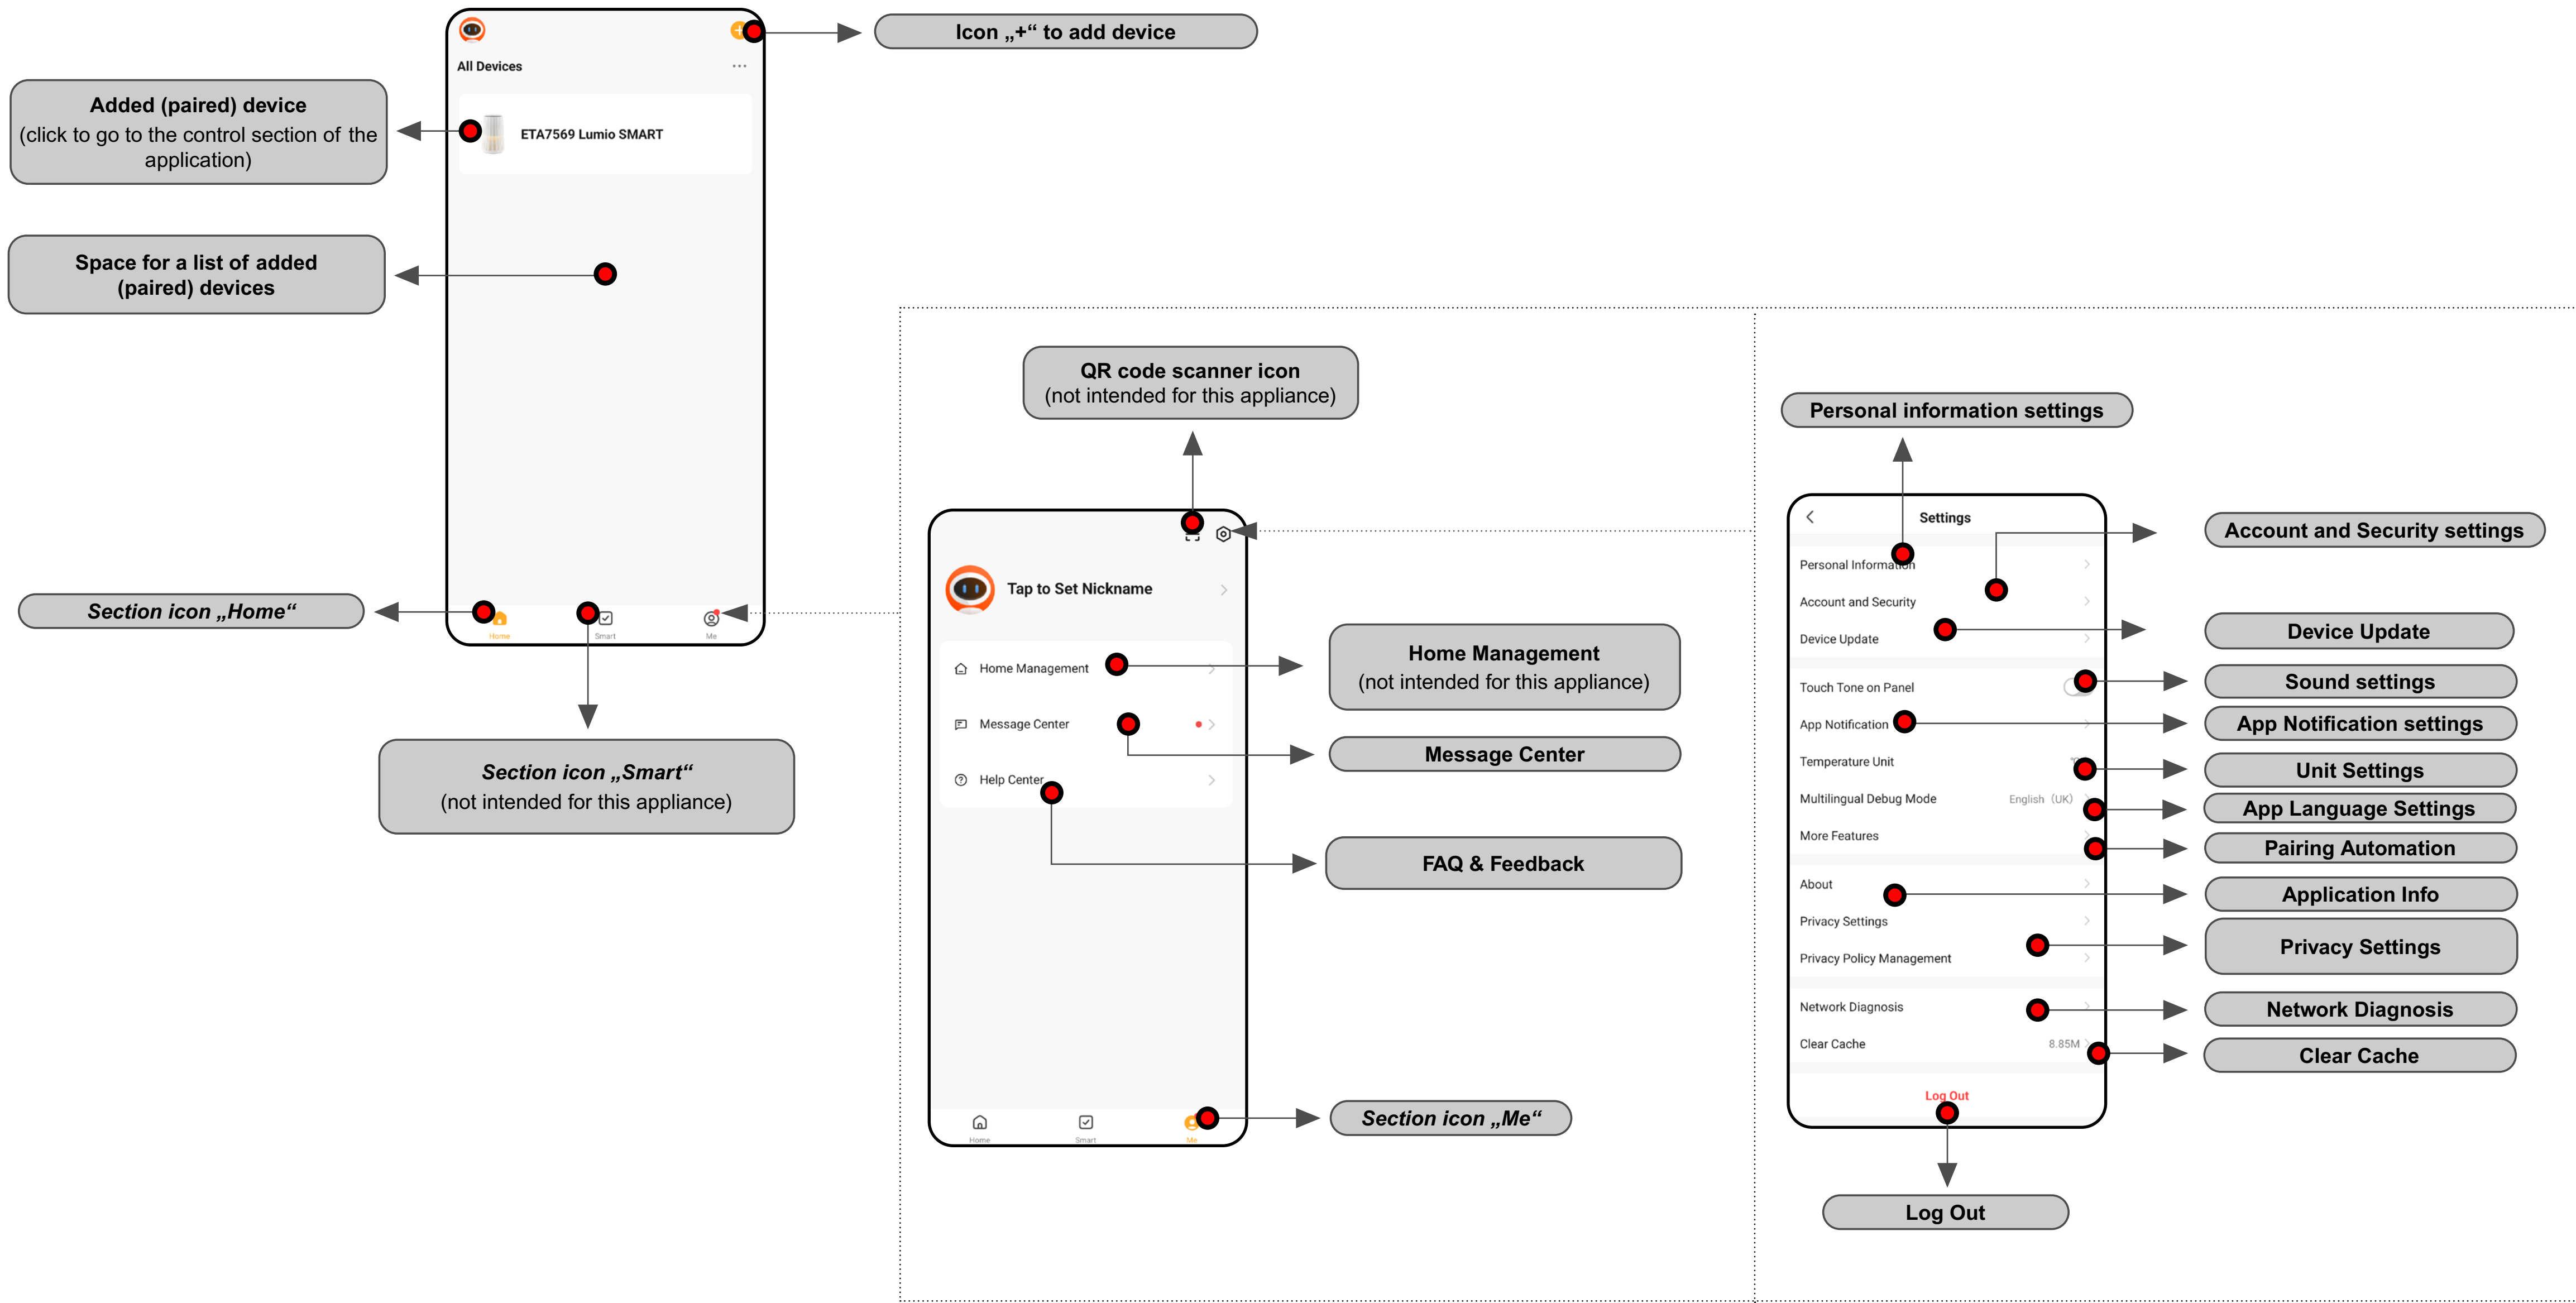 Icon „+“ to add device
All Devices
Added (paired) device
(click to go to the control section of the
application)
ETA7569 Lumio SMART
Space for a list of added
(paired) devices
Section icon „Home“
Home
Smart
Me
Section icon „Smart“
(not intended for this appliance)
QR code scanner icon
(not intended for this appliance)
Tap to Set Nickname
Home Management
Message Center
Help Center
Home Management
(not intended for this appliance)
Message Center
FAQ & Feedback
Home
Smart
Me
Section icon „Me“
Personal information settings
Settings
Personal Information
Account and Security
Device Update
Touch Tone on Panel
App Notification
Temperature Unit
Multilingual Debug Mode
English (UK)
More Features
About
Privacy Settings
Privacy Policy Management
Network Diagnosis
Clear Cache
8.85M
Log Out
Account and Security settings
Device Update
Sound settings
App Notification settings
Unit Settings
App Language Settings
Pairing Automation
Application Info
Privacy Settings
Network Diagnosis
Clear Cache
Log Out